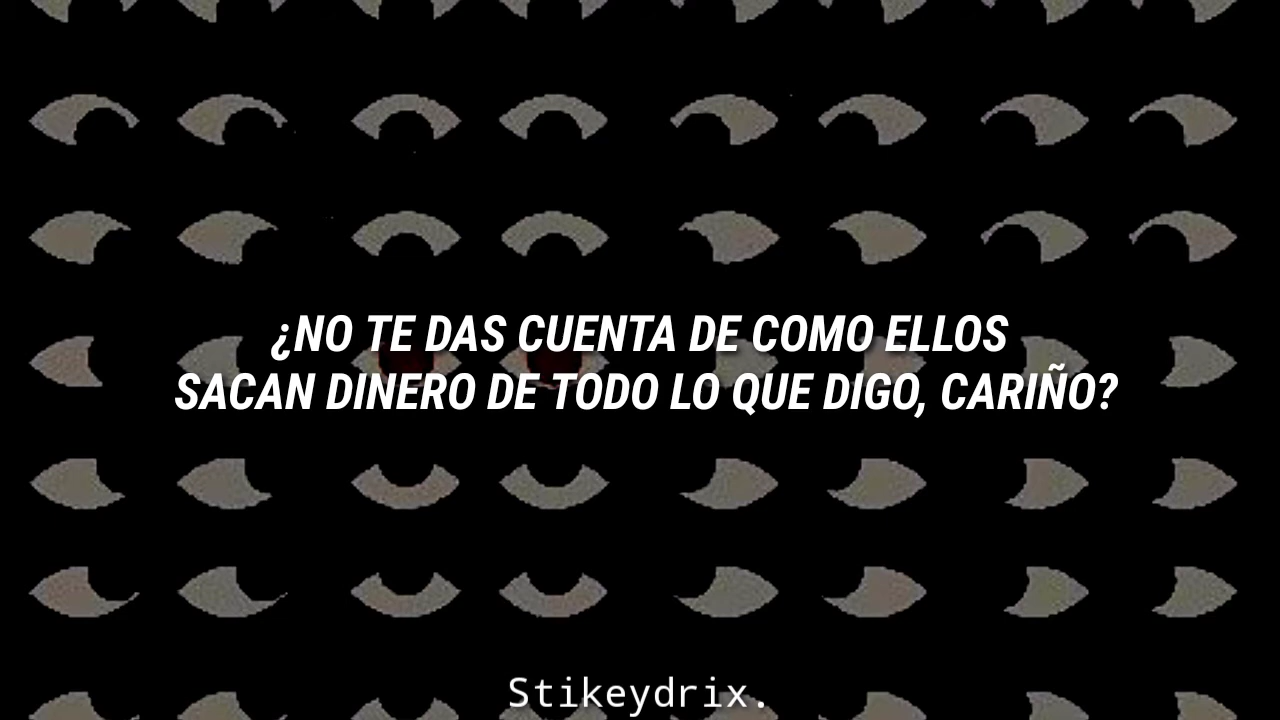 ¿NO TE DAS CUENTA DE COMO ELLOS
SACAN DINERO DE TODO LO QUE DIGO, CARIÑO?
Stikeydrix.